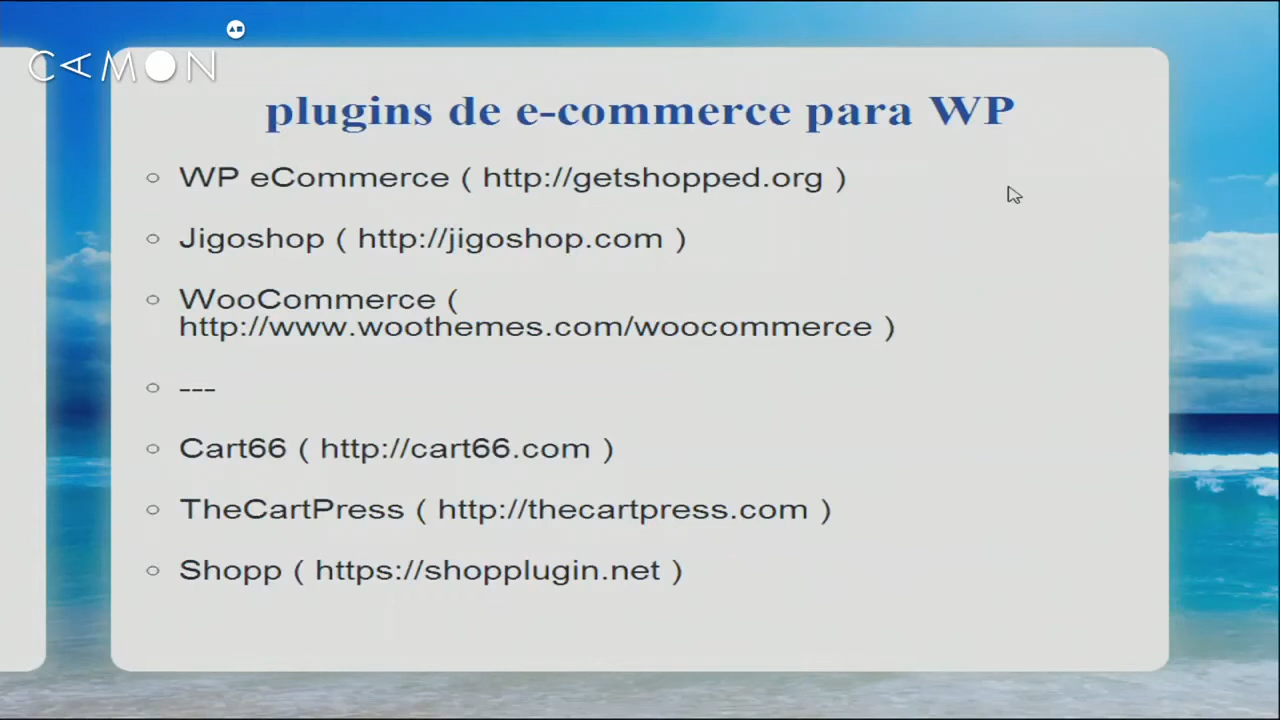 CAMON
plugins de e-commerce para WP
WP eCommerce ( http://getshopped.org )
Jigoshop ( http://jigoshop.com )
WooCommerce (
http://www.woothemes.com/woocommerce )
---
Cart66 ( http://cart66.com )
TheCartPress ( http://thecartpress.com )
Shopp ( https://shopplugin.net )